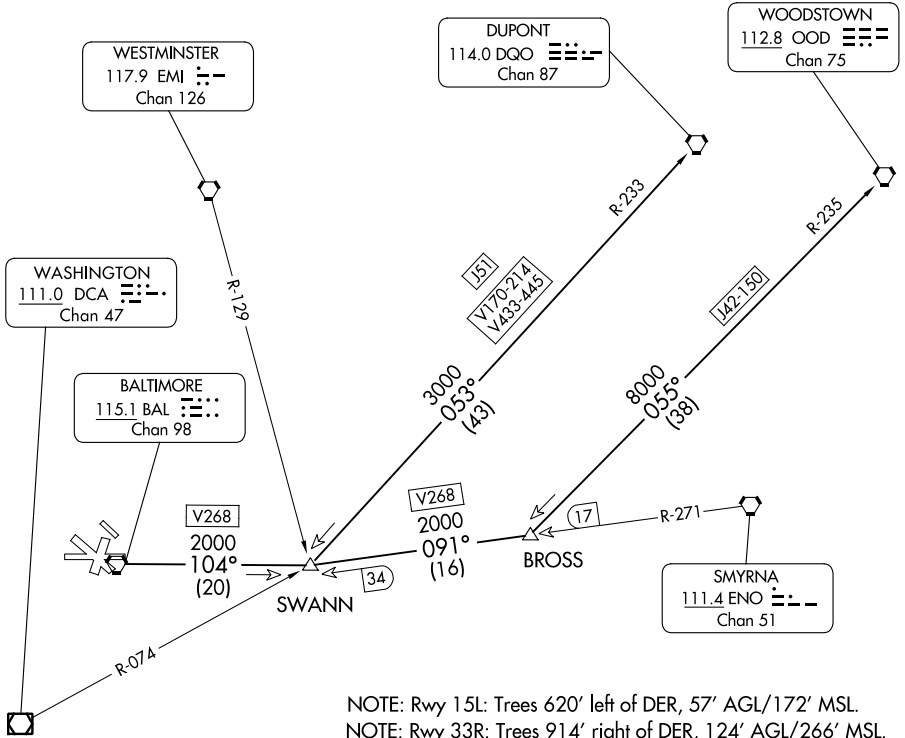 WOODSTOWN
112.8 OOD
Chan 75
DUPONT
114.0 DQO
Chan 87
WESTMINSTER
117.9 EMI
Chan 126
R-233
R-235
WASHINGTON
111.0 DCA
Chan 47
R-129
J51
V170-214
V433-445
J42-150
BALTIMORE
115.1 BAL
Chan 98
3000
053°
(43)
8000
055°
(38)
V268
2000
104°
(20)
V268
2000
091°
(16)
17
R-271
34
SWANN
BROSS
SMYRNA
111.4 ENO
Chan 51
R-074
NOTE: Rwy 15L: Trees 620' left of DER, 57' AGL/172' MSL.
NOTE: Rwy 33R: Trees 914' right of DER, 124' AGL/266' MSL.